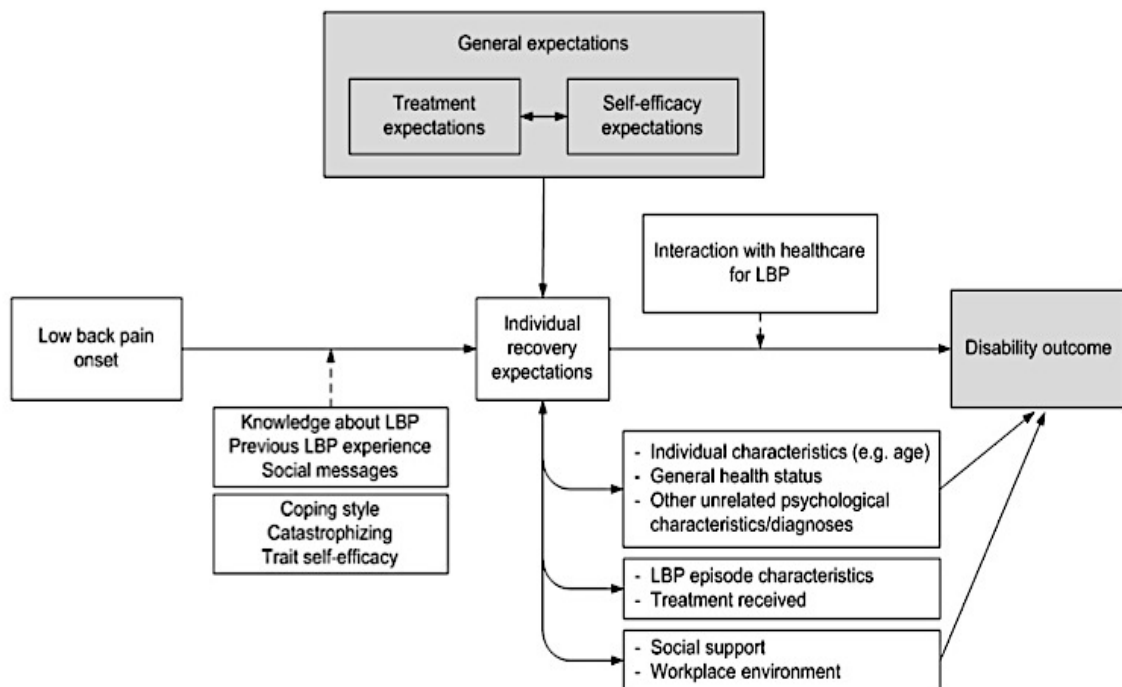 General expectations
Treatment
expectations
Self-efficacy
expectations
Interaction with healthcare
for LBP
Low back pain
onset
Individual
recovery
expectations
Disability outcome
Knowledge about LBP
Previous LBP experience
Social messages
Coping style
Catastrophizing
Trait self-efficacy
- Individual characteristics (e.g. age)
- General health status
- Other unrelated psychological
characteristics/diagnoses
- LBP episode characteristics
- Treatment received
- Social support
- Workplace environment